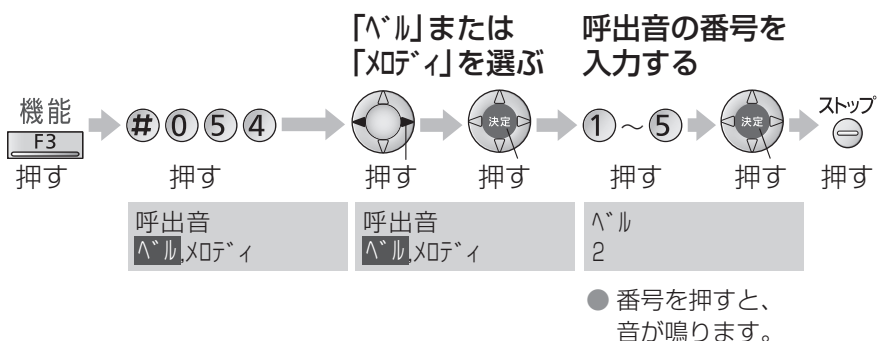 「ﾍﾞﾙ」または
「ﾒﾛﾃﾞｨ」を選ぶ
呼出音の番号を
入力する
機能
F3
押す
# 0 5 4
押す
押す
決定
押す
1 ～ 5
押す
決定
押す
ストップ
押す
呼出音
ﾍﾞﾙ,ﾒﾛﾃﾞｨ
呼出音
ﾍﾞﾙ,ﾒﾛﾃﾞｨ
ﾍﾞﾙ
2
● 番号を押すと、
音が鳴ります。